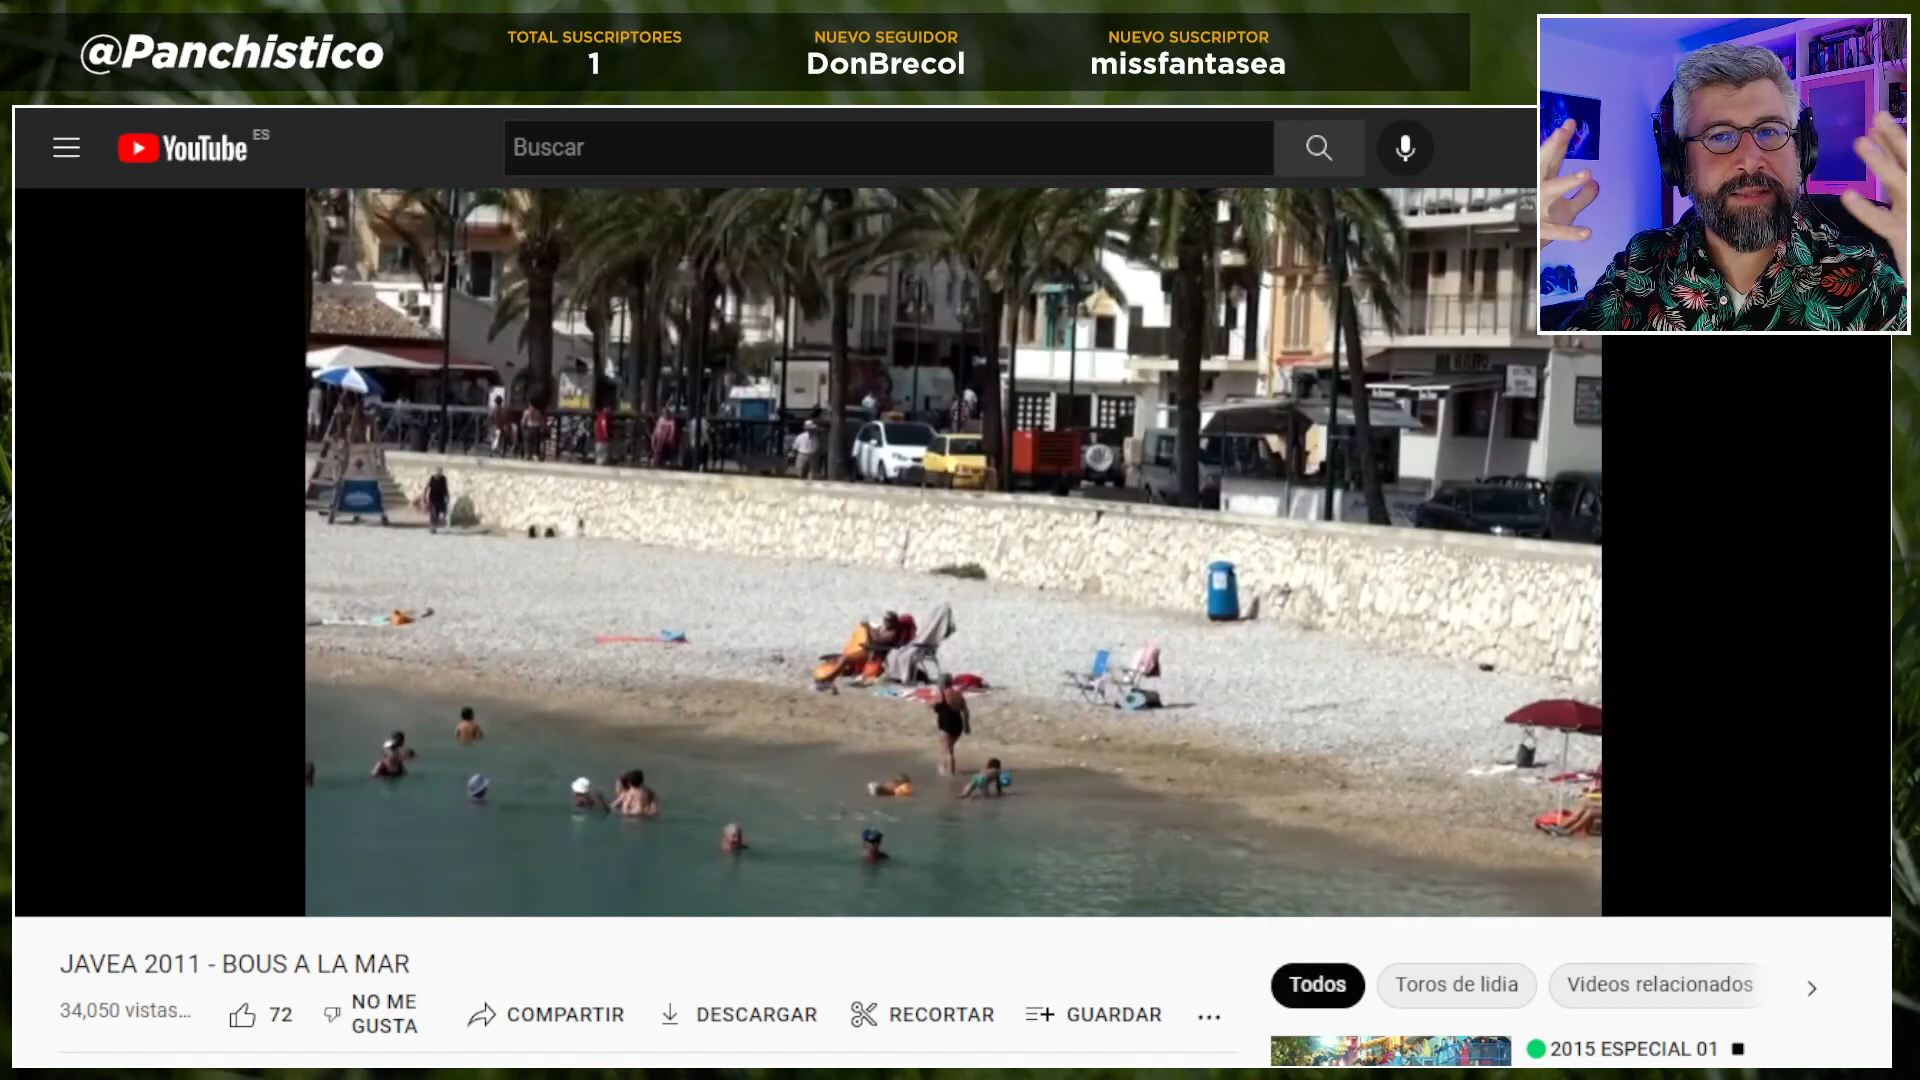 @Panchistico
TOTAL SUSCRIPTORES
1
NUEVO SEGUIDOR
DonBrecol
NUEVO SUSCRIPTOR
missfantasea
YouTube ES
Buscar
JAVEA 2011 - BOUS A LA MAR
34,050 vistas...
72
NO ME
GUSTA
COMPARTIR
DESCARGAR
RECORTAR
GUARDAR
Todos
Toros de lidia
Videos relacionados
2015 ESPECIAL 01